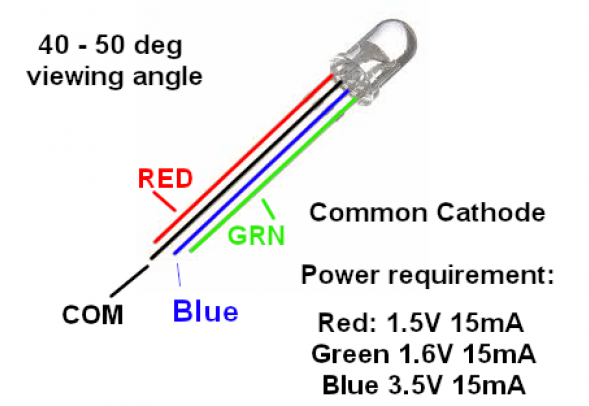 40 - 50 deg
viewing angle
RED
GRN
COM
Blue
Common Cathode
Power requirement:
Red: 1.5V 15mA
Green 1.6V 15mA
Blue 3.5V 15mA